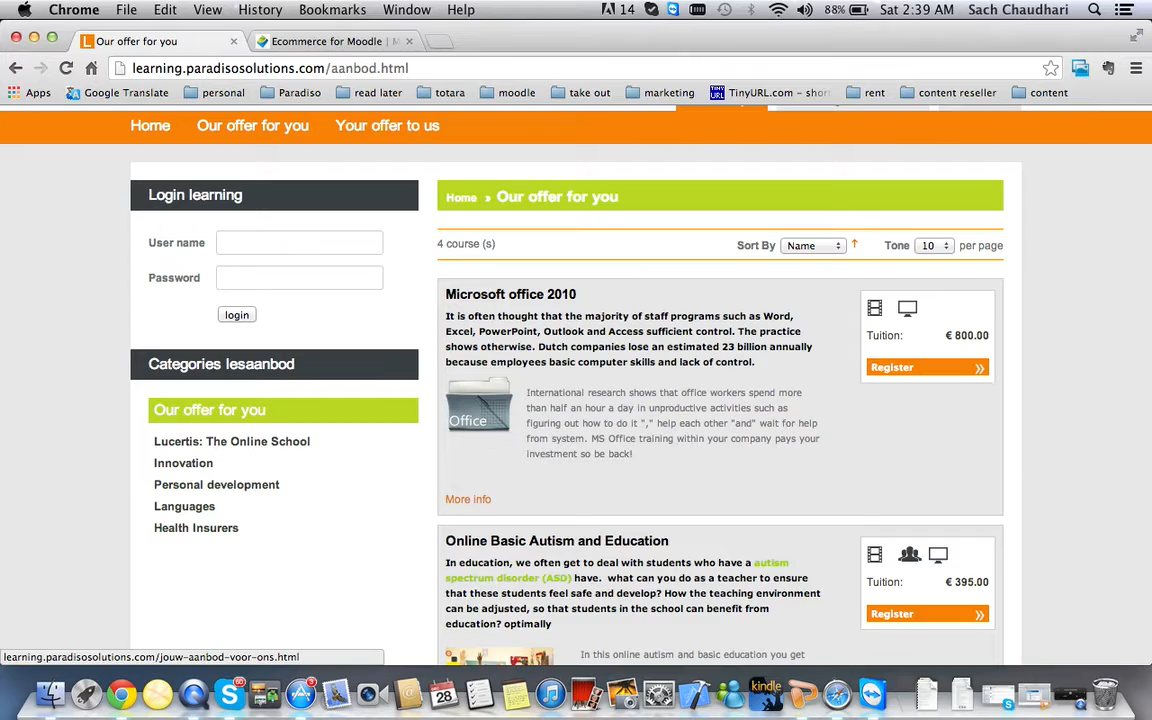 Chrome File Edit View History Bookmarks Window Help 14 88% Sat 2:39 AM Sach Chaudhari
Our offer for you Ecommerce for Moodle | M
learning.paradisosolutions.com/aanbod.html
Apps Google Translate personal Paradiso read later totara moodle take out marketing TinyURL.com – shor rent content reseller content
Home Our offer for you Your offer to us
Login learning
User name
Password
login
Categories lesaanbod
Our offer for you
Lucertis: The Online School
Innovation
Personal development
Languages
Health Insurers
Home » Our offer for you
4 course (s) Sort By Name Tone 10 per page
Microsoft office 2010
It is often thought that the majority of staff programs such as Word,
Excel, PowerPoint, Outlook and Access sufficient control. The practice
shows otherwise. Dutch companies lose an estimated 23 billion annually
because employees basic computer skills and lack of control.
Office
International research shows that office workers spend more
than half an hour a day in unproductive activities such as
figuring out how to do it "," help each other "and" wait for help
from system. MS Office training within your company pays your
investment so be back!
More info
Tuition: € 800.00
Register »
Online Basic Autism and Education
In education, we often get to deal with students who have a autism
spectrum disorder (ASD) have. what can you do as a teacher to ensure
that these students feel safe and develop? How the teaching environment
can be adjusted, so that students in the school can benefit from
education? optimally
In this online autism and basic education you get
Tuition: € 395.00
Register »
learning.paradisosolutions.com/jouw-aanbod-voor-ons.html
28
60
3
kindle